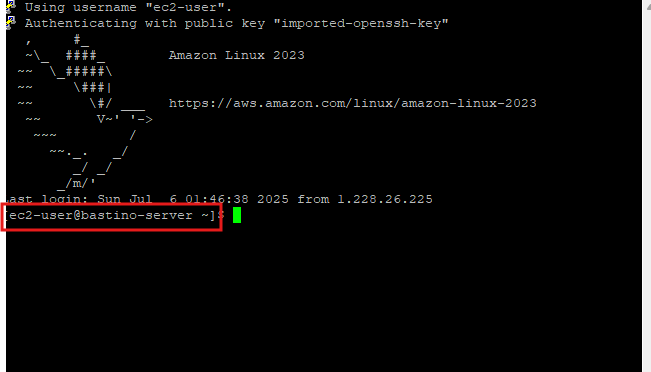 Using username "ec2-user".
Authenticating with public key "imported-openssh-key"
   ,     #_
   ~\_  ####_        Amazon Linux 2023
  ~~  \_#####\
  ~~     \###|
  ~~       \#/ ___   https://aws.amazon.com/linux/amazon-linux-2023
   ~~       V~' '->
    ~~~         /
      ~~._.   _/
         _/ _/
       _/m/'
ast login: Sun Jul  6 01:46:38 2025 from 1.228.26.225
[ec2-user@bastino-server ~]$